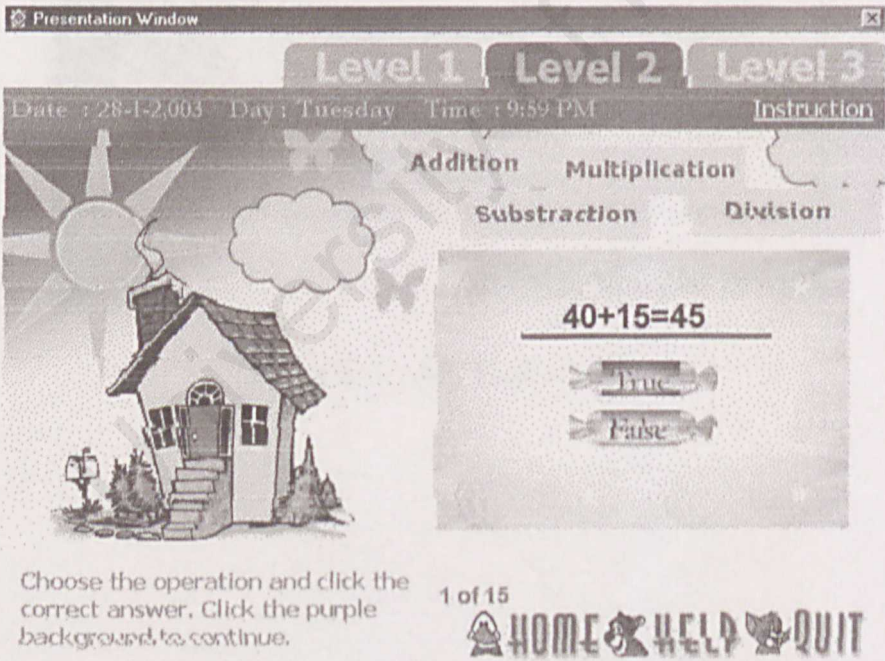 Presentation Window
Level 1 Level 2 Level 3
Date : 28-1-2,003 Day : Tuesday Time : 9:59 PM Instruction
Addition Multiplication
Substraction Division
40+15=45
True
False
Choose the operation and click the
correct answer. Click the purple
background to continue.
1 of 15
HOME HELP QUIT